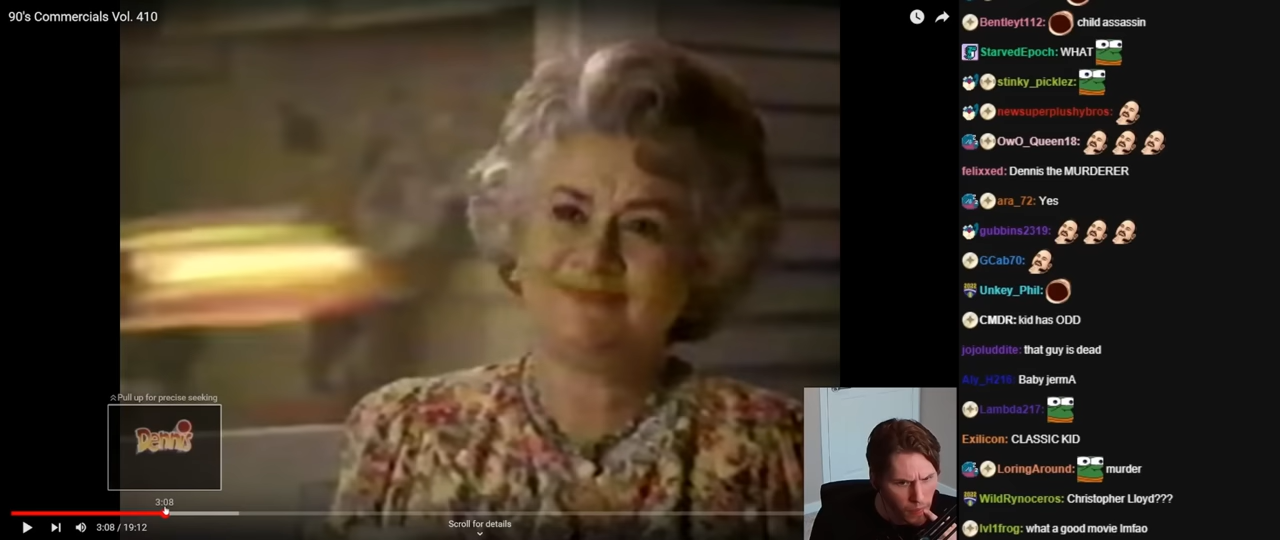 90's Commercials Vol. 410
Pull up for precise seeking
Dennis
3:08
3:08 / 19:12
Scroll for details
Bentleyt112: child assassin
StarvedEpoch: WHAT
stinky_picklez:
newsuperplushybros:
OwO_Queen18:
felixxed: Dennis the MURDERER
ara_72: Yes
gubbins2319:
GCab70:
Unkey_Phil:
CMDR: kid has ODD
jojoluddite: that guy is dead
Aly_H216: Baby jermA
Lambda217:
Exilicon: CLASSIC KID
LoringAround: murder
WildRynoceros: Christopher Lloyd???
lvl1frog: what a good movie lmfao